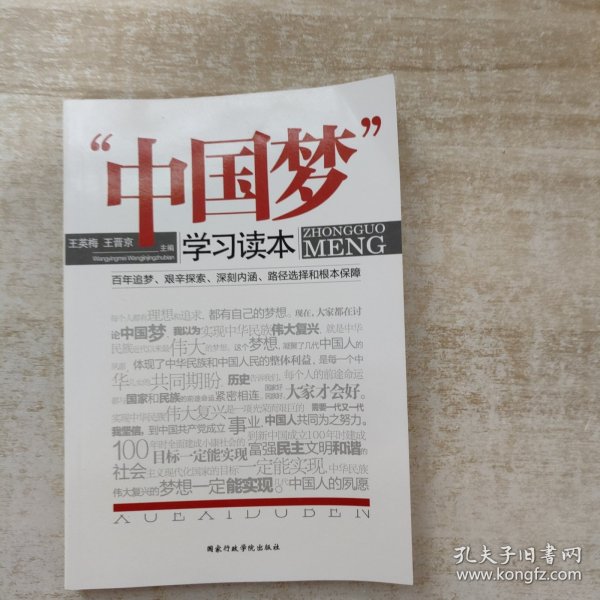 “中国梦”
王英梅 王晋京 主编
Wangyingmei Wangjinjingzhubian
学习读本
ZHONGGUO
MENG
百年追梦、艰辛探索、深刻内涵、路径选择和根本保障
每个人都有理想和追求，都有自己的梦想。现在，大家都在讨
论中国梦，我以为实现中华民族伟大复兴，就是中华
民族近代以来最伟大的梦想。这个梦想，凝聚了几代中国人的
夙愿，体现了中华民族和中国人民的整体利益，是每一个中
华儿女的共同期盼。历史告诉我们，每个人的前途命运
都与国家和民族的前途命运紧密相连。国家好 民族好 大家才会好。
实现中华民族伟大复兴是一项光荣而艰巨的事业，需要一代又一代中国人共同为之努力。
我坚信，到中国共产党成立
100年时全面建成小康社会的目标一定能实现，到新中国成立100年时建成富强民主文明和谐的
社会主义现代化国家的目标一定能实现，中华民族
伟大复兴的梦想一定能实现。几代中国人的夙愿
XUEXIDUBEN
国家行政学院出版社
孔夫子旧书网
www.kongfz.com